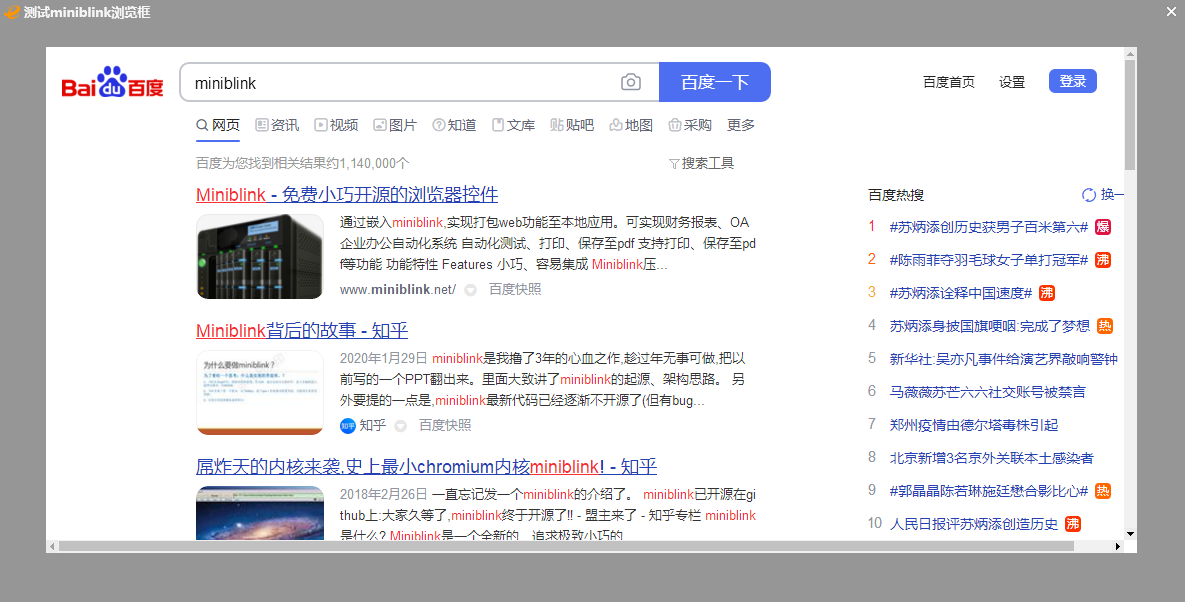 测试miniblink浏览框
Baidu百度
miniblink
百度一下
百度首页 设置 登录
网页 资讯 视频 图片 知道 文库 贴吧 地图 采购 更多
百度为您找到相关结果约1,140,000个
搜索工具
Miniblink - 免费小巧开源的浏览器控件
通过嵌入miniblink,实现打包web功能至本地应用。可实现财务报表、OA
企业办公自动化系统 自动化测试、打印、保存至pdf 支持打印、保存至pd
f等功能 功能特性 Features 小巧、容易集成 Miniblink压...
www.miniblink.net/ 百度快照
Miniblink背后的故事 - 知乎
为什么要做miniblink？
2020年1月29日 miniblink是我撸了3年的心血之作,趁过年无事可做,把以
前写的一个PPT翻出来。里面大致讲了miniblink的起源、架构思路。 另
外要提的一点是,miniblink最新代码已经逐渐不开源了(但有bug...
知乎 知乎 百度快照
屌炸天的内核来袭.史上最小chromium内核miniblink! - 知乎
2018年2月26日 一直忘记发一个miniblink的介绍了。 miniblink已开源在gi
thub上:大家久等了,miniblink终于开源了!! - 盟主来了 - 知乎专栏 miniblink
是什么? Miniblink是一个全新的、追求极致小巧的
百度热搜 换一
1 #苏炳添创历史获男子百米第六# 爆
2 #陈雨菲夺羽毛球女子单打冠军# 沸
3 #苏炳添诠释中国速度# 沸
4 苏炳添身披国旗哽咽:完成了梦想 热
5 新华社:吴亦凡事件给演艺界敲响警钟
6 马薇薇苏芒六六社交账号被禁言
7 郑州疫情由德尔塔毒株引起
8 北京新增3名京外关联本土感染者
9 #郭晶晶陈若琳施廷懋合影比心# 热
10 人民日报评苏炳添创造历史 沸